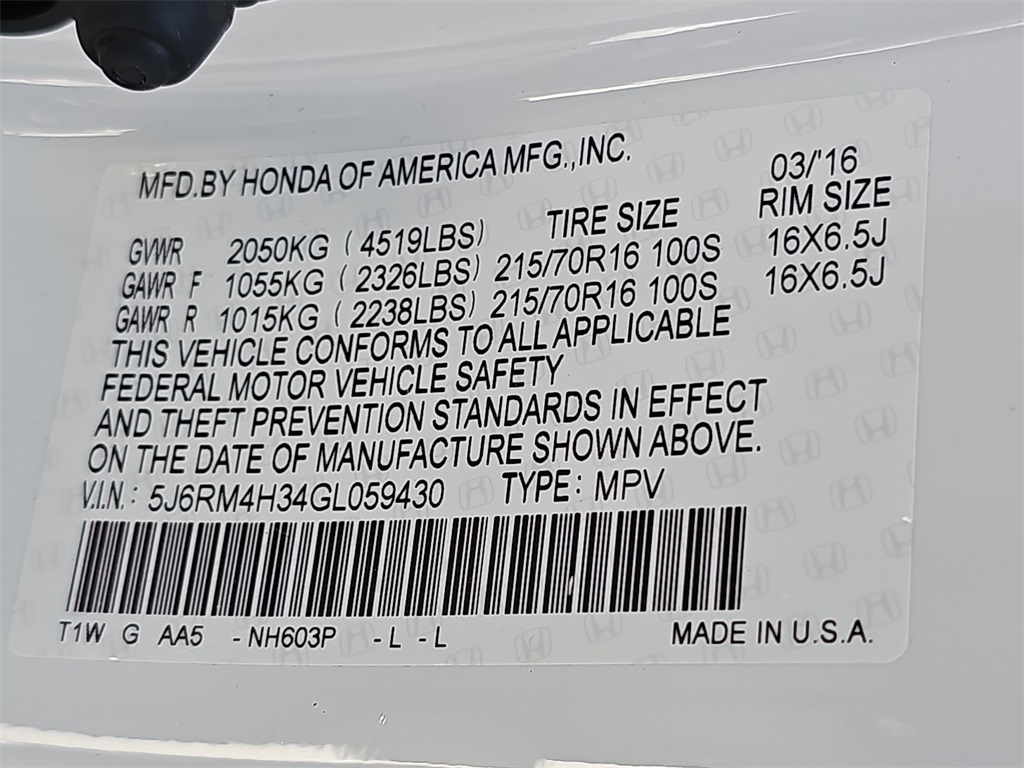 MFD.BY HONDA OF AMERICA MFG.,INC. 03/'16
TIRE SIZE RIM SIZE
GVWR 2050KG (4519LBS)
GAWR F 1055KG (2326LBS) 215/70R16 100S 16X6.5J
GAWR R 1015KG (2238LBS) 215/70R16 100S 16X6.5J
THIS VEHICLE CONFORMS TO ALL APPLICABLE
FEDERAL MOTOR VEHICLE SAFETY
AND THEFT PREVENTION STANDARDS IN EFFECT
ON THE DATE OF MANUFACTURE SHOWN ABOVE.
V.I.N.: 5J6RM4H34GL059430 TYPE: MPV
T1W G AA5 -NH603P -L -L MADE IN U.S.A.